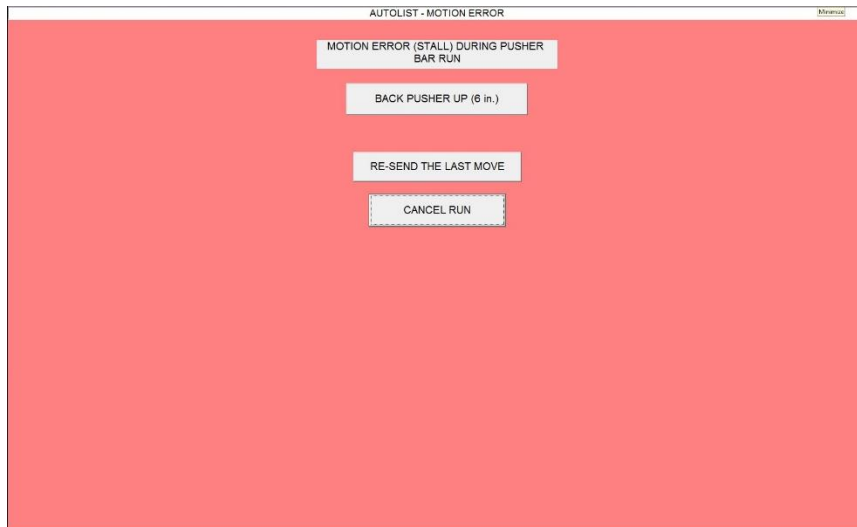 AUTOLIST - MOTION ERROR
Minimize
MOTION ERROR (STALL) DURING PUSHER
BAR RUN
BACK PUSHER UP (6 in.)
RE-SEND THE LAST MOVE
CANCEL RUN